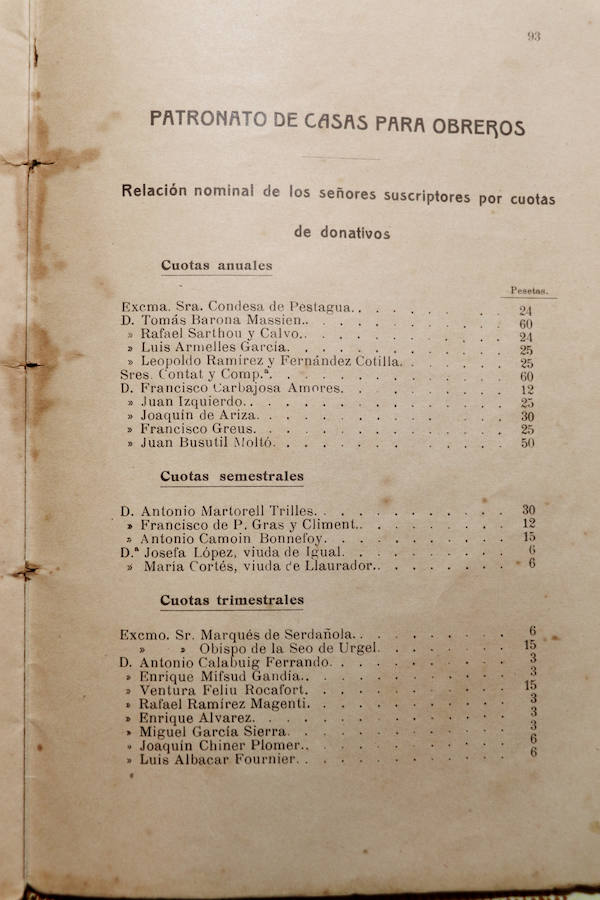 93
PATRONATO DE CASAS PARA OBREROS
Relación nominal de los señores suscriptores por cuotas
de donativos
Cuotas anuales
Pesetas.
Excma. Sra. Condesa de Pestagua. . . . . . . . . . 24
D. Tomás Barona Massien. . . . . . . . . . . 60
» Rafael Sarthou y Calvo. . . . . . . . . . . 24
» Luis Armelles García. . . . . . . . . . . 25
» Leopoldo Ramírez y Fernández Cotilla. . . . . . . 25
Sres. Contat y Comp.ª. . . . . . . . . . . . 60
D. Francisco Carbajosa Amores. . . . . . . . . 12
» Juan Izquierdo. . . . . . . . . . . . . 25
» Joaquín de Ariza. . . . . . . . . . . . 30
» Francisco Greus. . . . . . . . . . . . 25
» Juan Busutil Moltó. . . . . . . . . . . 50
Cuotas semestrales
D. Antonio Martorell Trilles. . . . . . . . . . 30
» Francisco de P. Gras y Climent. . . . . . . . . 12
» Antonio Camoin Bonnefoy. . . . . . . . . . 15
D.ª Josefa López, viuda de Igual. . . . . . . . . 6
» María Cortés, viuda de Llaurador. . . . . . . . 6
Cuotas trimestrales
Excmo. Sr. Marqués de Serdañola. . . . . . . . . 6
» » Obispo de la Seo de Urgel. . . . . . . 15
D. Antonio Calabuig Ferrando. . . . . . . . . . 3
» Enrique Mifsud Gandía. . . . . . . . . . . 3
» Ventura Feliu Rocafort. . . . . . . . . . 15
» Rafael Ramírez Magenti. . . . . . . . . . 3
» Enrique Alvarez. . . . . . . . . . . . 3
» Miguel García Sierra. . . . . . . . . . . 3
» Joaquín Chiner Plomer. . . . . . . . . . . 6
» Luis Albacar Fournier. . . . . . . . . . . 6